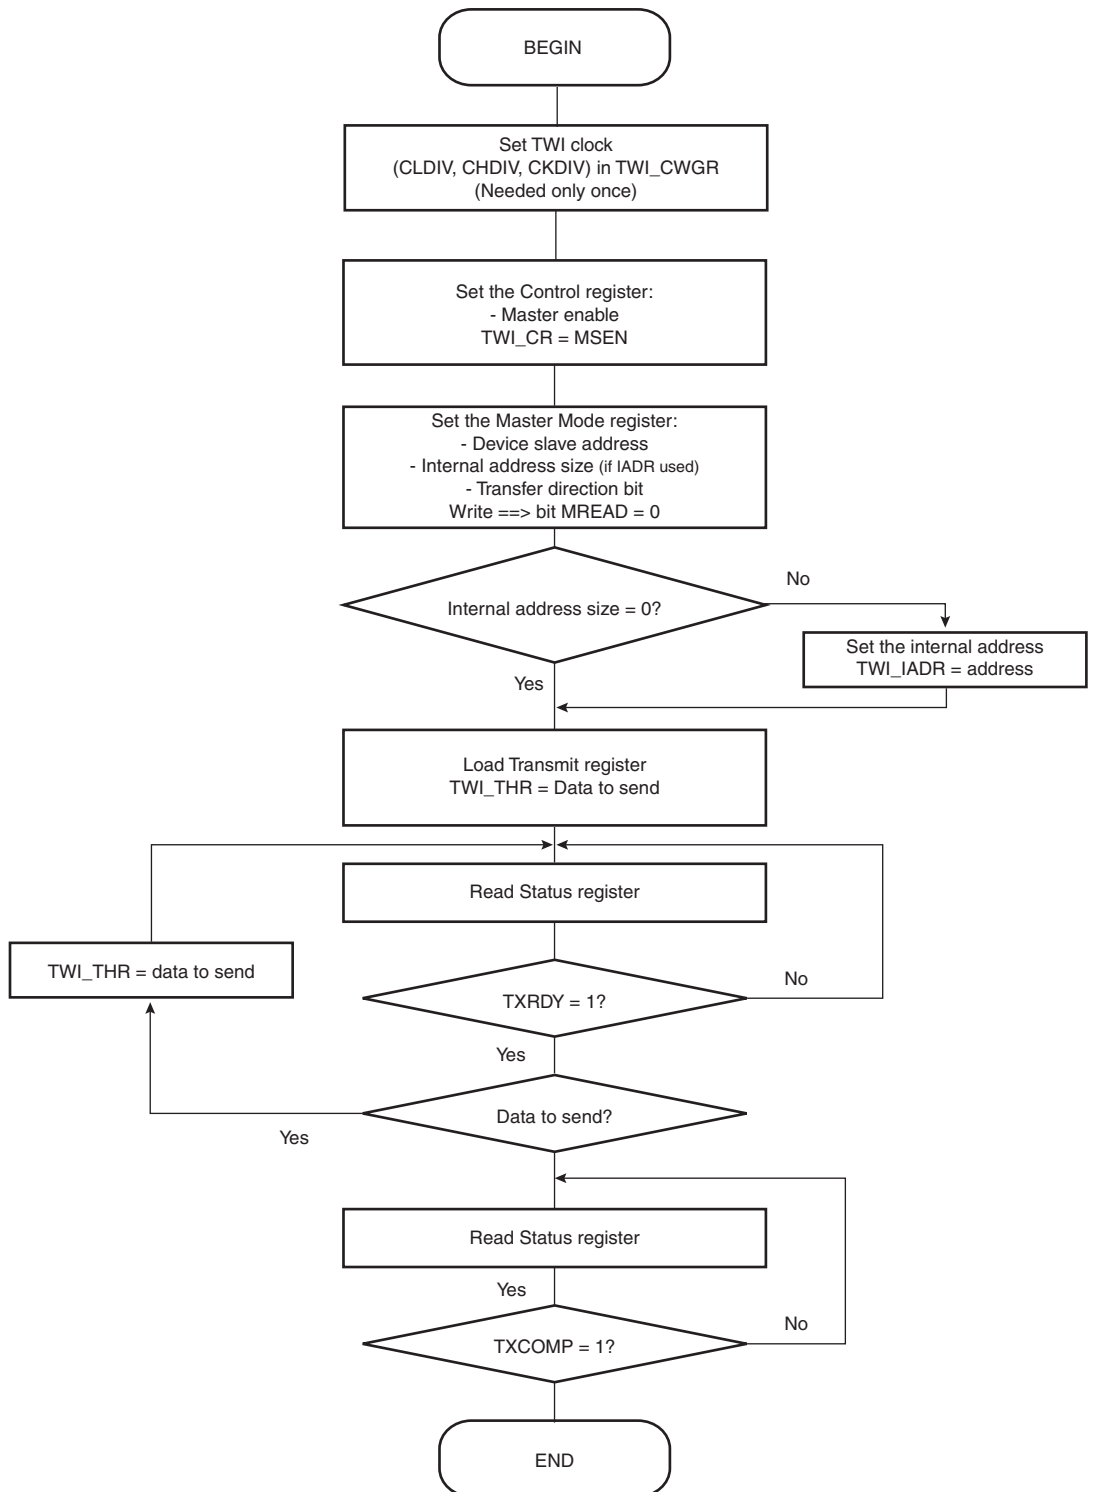 BEGIN
Set TWI clock
(CLDIV, CHDIV, CKDIV) in TWI_CWGR
(Needed only once)
Set the Control register:
- Master enable
TWI_CR = MSEN
Set the Master Mode register:
- Device slave address
- Internal address size (if IADR used)
- Transfer direction bit
Write ==> bit MREAD = 0
No
Internal address size = 0?
Set the internal address
TWI_IADR = address
Yes
Load Transmit register
TWI_THR = Data to send
Read Status register
TWI_THR = data to send
No
TXRDY = 1?
Yes
Data to send?
Yes
Read Status register
Yes
No
TXCOMP = 1?
END